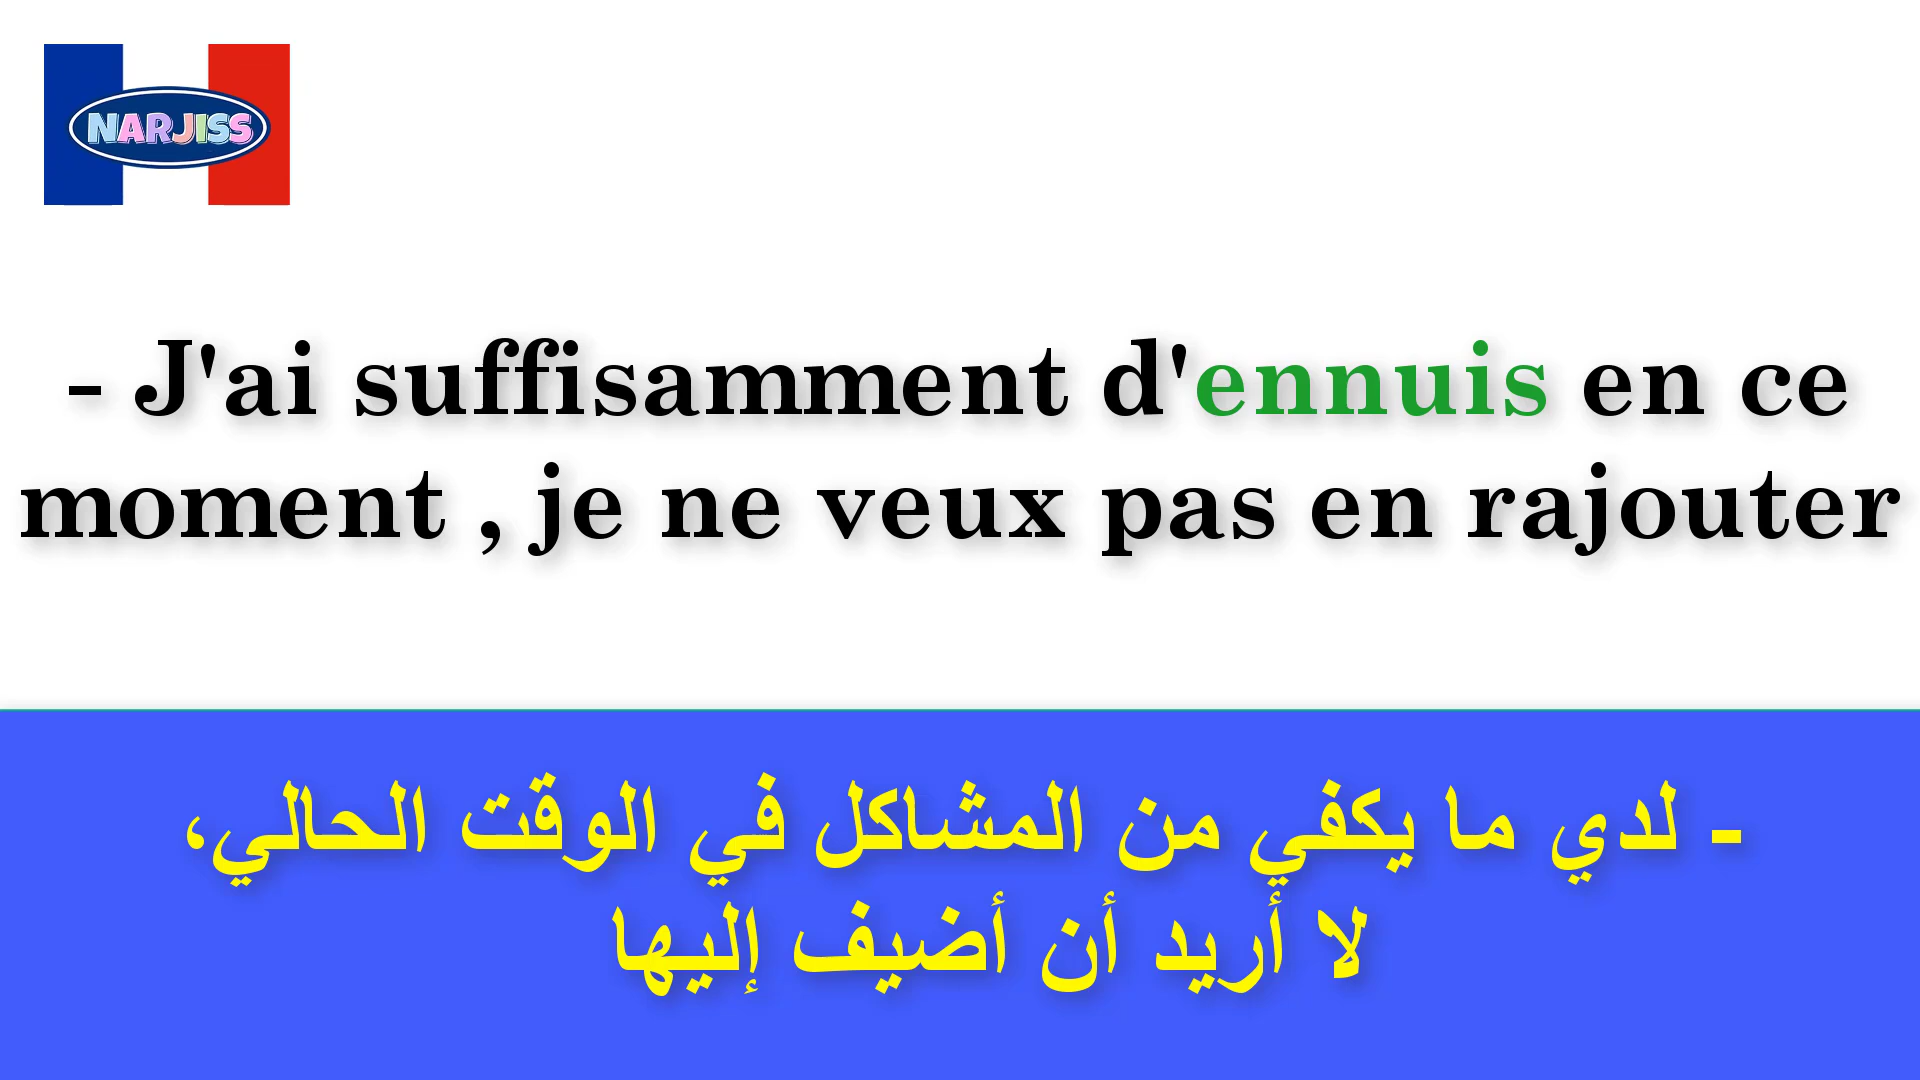 NARJISS
- J'ai suffisamment d'ennuis en ce
moment , je ne veux pas en rajouter
- لدي ما يكفي من المشاكل في الوقت الحالي،
لا أريد أن أضيف إليها